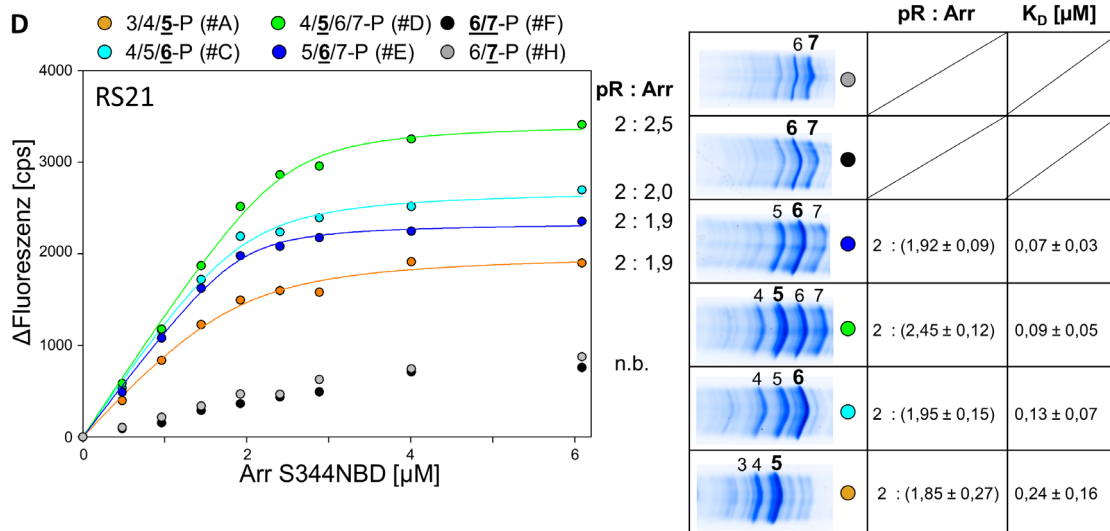 D
3/4/5-P (#A) 4/5/6/7-P (#D) 6/7-P (#F)
4/5/6-P (#C) 5/6/7-P (#E) 6/7-P (#H)
RS21
ΔFluoreszenz [cps]
4000
3000
2000
1000
0
0 2 4 6
Arr S344NBD [µM]
pR : Arr
2 : 2,5
2 : 2,0
2 : 1,9
2 : 1,9
n.b.
pR : Arr K_D [µM]
6 7
6 7
5 6 7
2 : (1,92 ± 0,09) 0,07 ± 0,03
4 5 6 7
2 : (2,45 ± 0,12) 0,09 ± 0,05
4 5 6
2 : (1,95 ± 0,15) 0,13 ± 0,07
3 4 5
2 : (1,85 ± 0,27) 0,24 ± 0,16